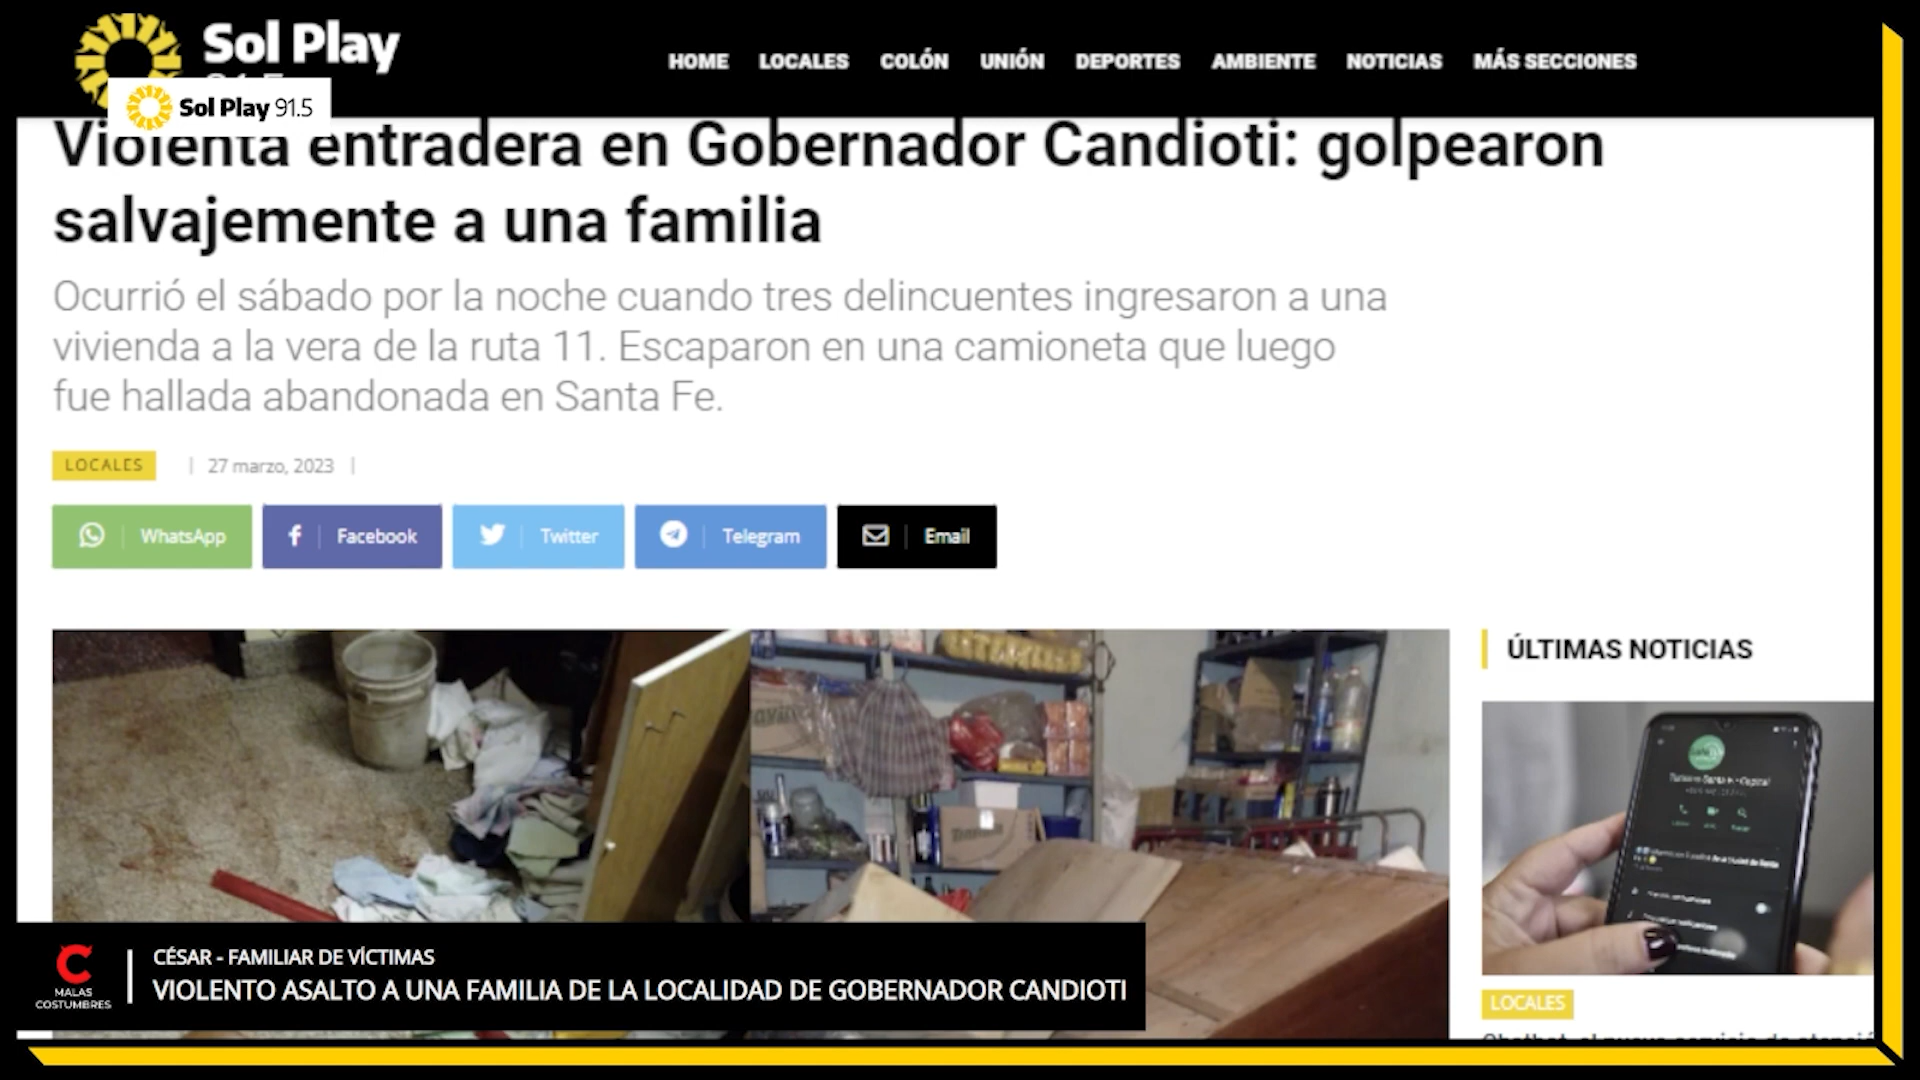 Sol Play
HOME LOCALES COLÓN UNIÓN DEPORTES AMBIENTE NOTICIAS MÁS SECCIONES
Sol Play 91.5
Violenta entradera en Gobernador Candioti: golpearon
salvajemente a una familia
Ocurrió el sábado por la noche cuando tres delincuentes ingresaron a una
vivienda a la vera de la ruta 11. Escaparon en una camioneta que luego
fue hallada abandonada en Santa Fe.
LOCALES | 27 marzo, 2023 |
WhatsApp Facebook Twitter Telegram Email
ÚLTIMAS NOTICIAS
LOCALES
CÉSAR - FAMILIAR DE VÍCTIMAS
VIOLENTO ASALTO A UNA FAMILIA DE LA LOCALIDAD DE GOBERNADOR CANDIOTI
MALAS
COSTUMBRES